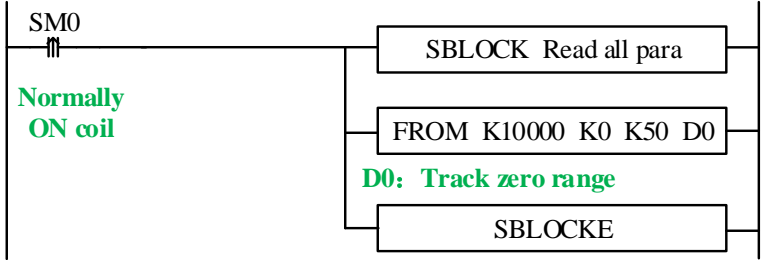 SM0
SBLOCK Read all para
Normally
ON coil
FROM K10000 K0 K50 D0
D0：Track zero range
SBLOCKE